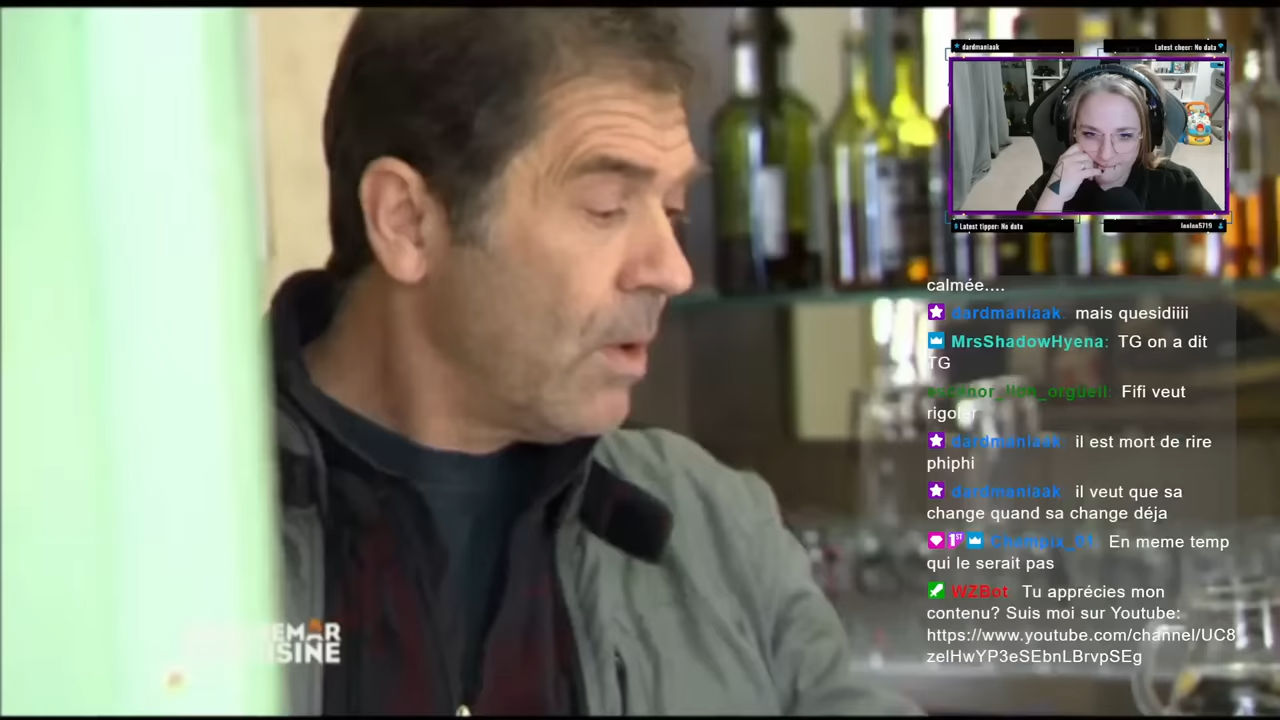 dardmaniaak
Latest cheer: No data
Latest tipper: No data
calmée....
dardmaniaak: mais quesidiiii
MrsShadowHyena: TG on a dit
TG
Fifi veut
rigoler
dardmaniaak il est mort de rire
phiphi
dardmaniaak il veut que sa
change quand sa change déja
1ST Champix_01: En meme temp
qui le serait pas
WZBot Tu apprécies mon
contenu? Suis moi sur Youtube:
https://www.youtube.com/channel/UC8
zelHwYP3eSEbnLBrvpSEg